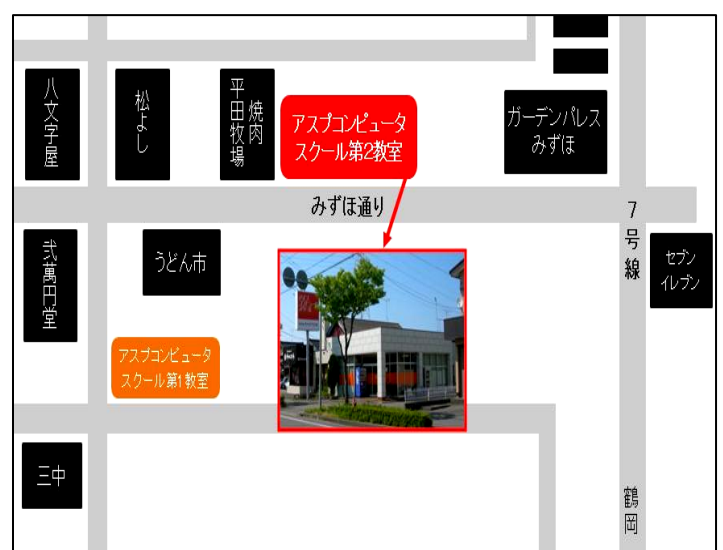 八文字屋
松よし
平田牧場
焼肉
アスプコンピュータ
スクール第2教室
ガーデンパレス
みずほ
みずほ通り
7号線
弐萬円堂
うどん市
セブン
イレブン
アスプコンピュータ
スクール第1教室
三中
鶴岡